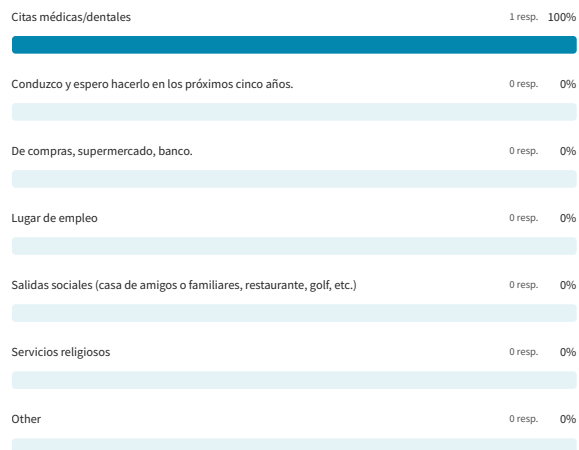 Citas médicas/dentales 1 resp. 100%
Conduzco y espero hacerlo en los próximos cinco años. 0 resp. 0%
De compras, supermercado, banco. 0 resp. 0%
Lugar de empleo 0 resp. 0%
Salidas sociales (casa de amigos o familiares, restaurante, golf, etc.) 0 resp. 0%
Servicios religiosos 0 resp. 0%
Other 0 resp. 0%